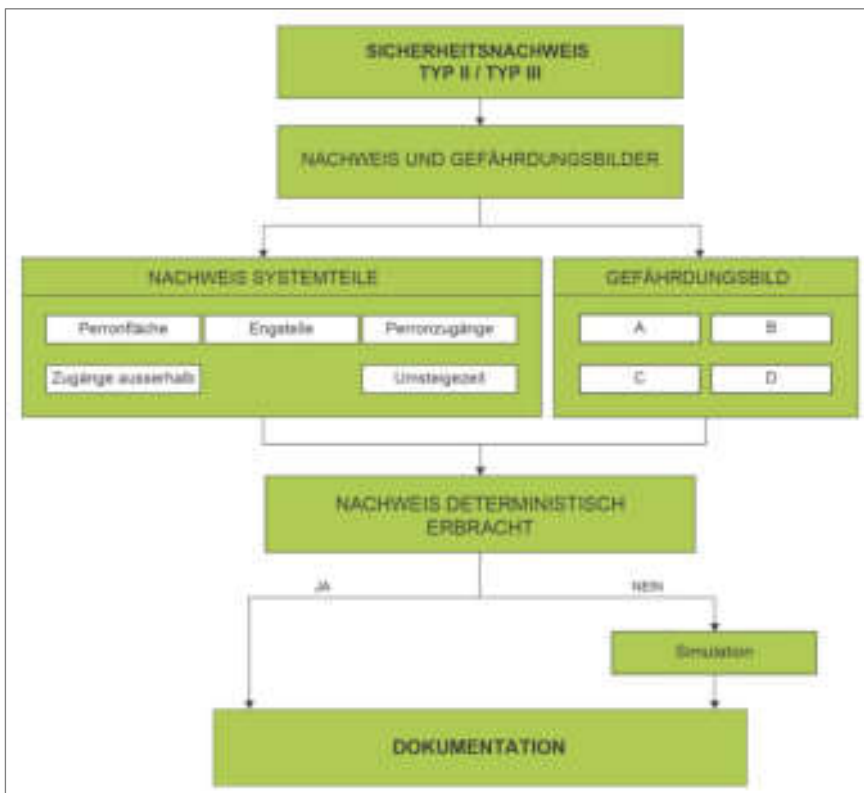 SICHERHEITSNACHWEIS
TYP II / TYP III
NACHWEIS UND GEFÄHRDUNGSBILDER
NACHWEIS SYSTEMTEILE
Perronfläche
Engstelle
Perronzugänge
Zugänge ausserhalb
Umsteigezeit
GEFÄHRDUNGSBILD
A
B
C
D
NACHWEIS DETERMINISTISCH
ERBRACHT
JA
NEIN
Simulation
DOKUMENTATION